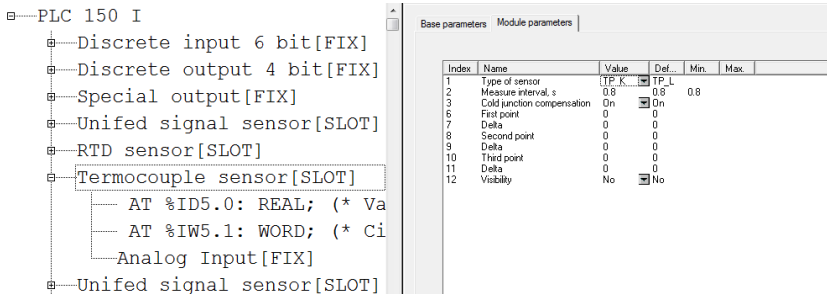 PLC 150 I
Discrete input 6 bit[FIX]
Discrete output 4 bit[FIX]
Special output[FIX]
Unifed signal sensor[SLOT]
RTD sensor[SLOT]
Termocouple sensor[SLOT]
AT %ID5.0: REAL; (* Va
AT %IW5.1: WORD; (* Ci
Analog Input[FIX]
Unifed signal sensor[SLOT]
Base parameters Module parameters
Index Name Value Def... Min. Max.
1 Type of sensor TP_K TP_L
2 Measure interval, s 0.8 0.8 0.8
3 Cold junction compensation On On
6 First point 0 0
7 Delta 0 0
8 Second point 0 0
9 Delta 0 0
10 Third point 0 0
11 Delta 0 0
12 Visibility No No